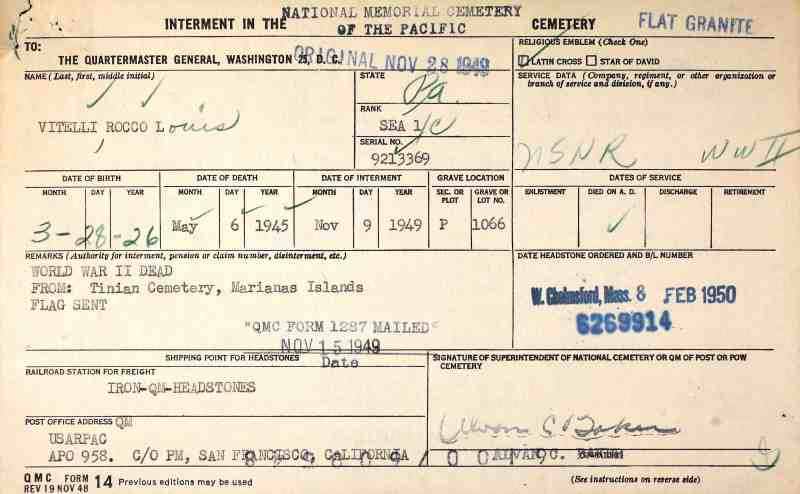 INTERMENT IN THE NATIONAL MEMORIAL CEMETERY OF THE PACIFIC CEMETERY
FLAT GRANITE
TO:
THE QUARTERMASTER GENERAL, WASHINGTON 25, D. C.
ORIGINAL NOV 28 1949
RELIGIOUS EMBLEM (Check One)
LATIN CROSS STAR OF DAVID
NAME (Last, first, middle initial)
VITELLI ROCCO Louis
STATE
Pa.
RANK
SEA 1/C
SERIAL NO.
9213369
SERVICE DATA (Company, regiment, or other organization or branch of service and division, if any.)
USNR WW II
DATE OF BIRTH
MONTH DAY YEAR
3-28-26
DATE OF DEATH
MONTH DAY YEAR
May 6 1945
DATE OF INTERMENT
MONTH DAY YEAR
Nov 9 1949
GRAVE LOCATION
SEC. OR PLOT GRAVE OR LOT NO.
P 1066
DATES OF SERVICE
ENLISTMENT DIED ON A. D. DISCHARGE RETIREMENT
REMARKS (Authority for interment, pension or claim number, disinterment, etc.)
WORLD WAR II DEAD
FROM: Tinian Cemetery, Marianas Islands
FLAG SENT
"QMC FORM 1287 MAILED"
NOV 15 1949
Date
DATE HEADSTONE ORDERED AND B/L NUMBER
W. Chelmsford, Mass. 8 FEB 1950
6269914
SHIPPING POINT FOR HEADSTONES
RAILROAD STATION FOR FREIGHT
IRON-QM-HEADSTONES
POST OFFICE ADDRESS QM
USARPAC
APO 958. C/O PM, SAN FRANCISCO, CALIFORNIA
SIGNATURE OF SUPERINTENDENT OF NATIONAL CEMETERY OR QM OF POST OR POW CEMETERY
ALVAN C.
QMC FORM 14 Previous editions may be used
REV 19 NOV 48
(See instructions on reverse side)